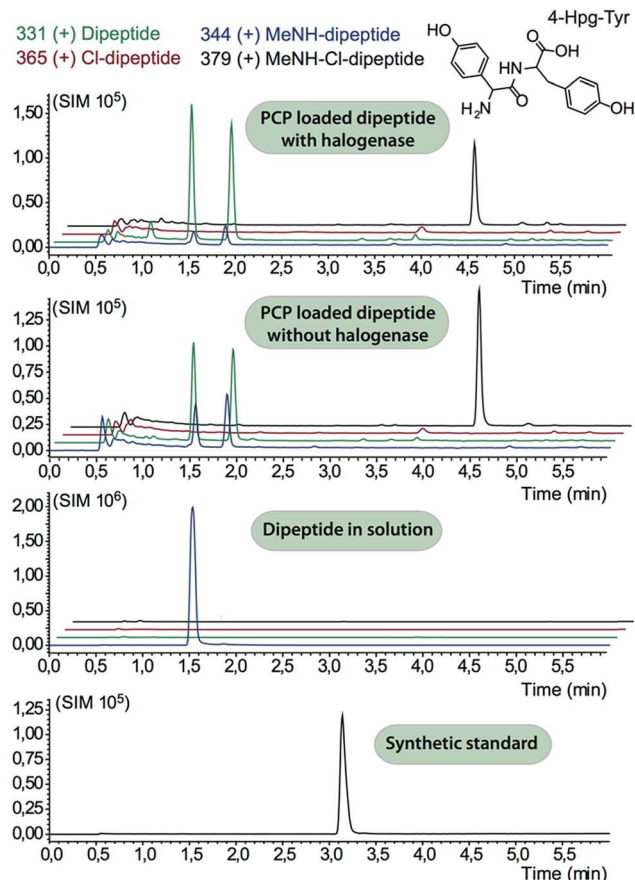 331 (+) Dipeptide 344 (+) MeNH-dipeptide 4-Hpg-Tyr
365 (+) Cl-dipeptide 379 (+) MeNH-Cl-dipeptide
HO
O
OH
HN
H₂N
O
OH
(SIM 10⁵)
PCP loaded dipeptide
with halogenase
1,50
1,00
0,50
0,00
0,0 0,5 1,0 1,5 2,0 2,5 3,0 3,5 4,0 4,5 5,0 5,5
Time (min)
(SIM 10⁵)
PCP loaded dipeptide
without halogenase
1,25
1,00
0,75
0,50
0,25
0,00
0,0 0,5 1,0 1,5 2,0 2,5 3,0 3,5 4,0 4,5 5,0 5,5
Time (min)
(SIM 10⁶)
Dipeptide in solution
2,00
1,50
1,00
0,50
0,00
0,0 0,5 1,0 1,5 2,0 2,5 3,0 3,5 4,0 4,5 5,0 5,5
Time (min)
(SIM 10⁵)
Synthetic standard
1,25
1,00
0,75
0,50
0,25
0,00
0,0 0,5 1,0 1,5 2,0 2,5 3,0 3,5 4,0 4,5 5,0 5,5
Time (min)